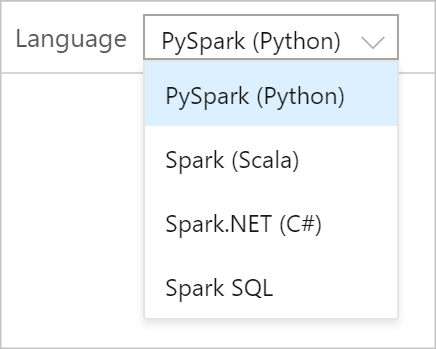 Language PySpark (Python)
PySpark (Python)
Spark (Scala)
Spark.NET (C#)
Spark SQL